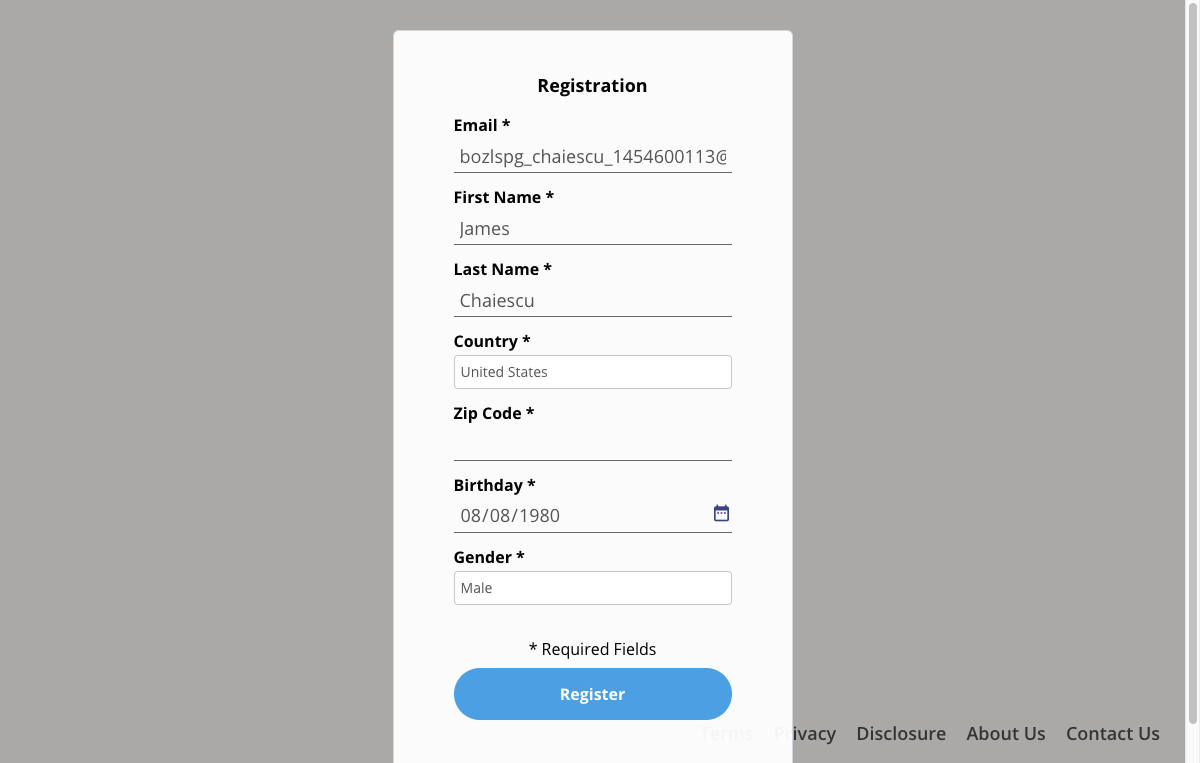 Registration
Email *
bozlspg_chaiescu_1454600113@
First Name *
James
Last Name *
Chaiescu
Country *
United States
Zip Code *
Birthday *
08/08/1980
Gender *
Male
* Required Fields
Register
Terms Privacy Disclosure About Us Contact Us